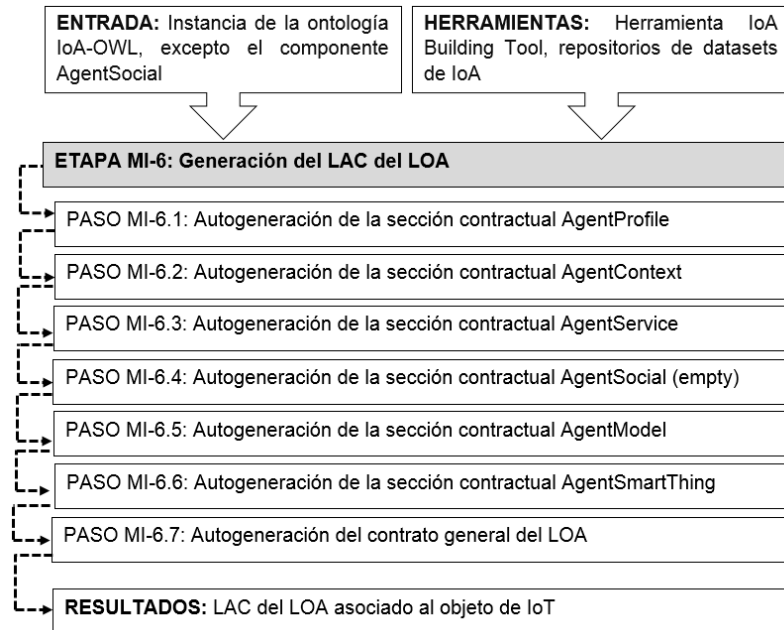 ENTRADA: Instancia de la ontología
IoA-OWL, excepto el componente
AgentSocial
HERRAMIENTAS: Herramienta IoA
Building Tool, repositorios de datasets
de IoA
ETAPA MI-6: Generación del LAC del LOA
PASO MI-6.1: Autogeneración de la sección contractual AgentProfile
PASO MI-6.2: Autogeneración de la sección contractual AgentContext
PASO MI-6.3: Autogeneración de la sección contractual AgentService
PASO MI-6.4: Autogeneración de la sección contractual AgentSocial (empty)
PASO MI-6.5: Autogeneración de la sección contractual AgentModel
PASO MI-6.6: Autogeneración de la sección contractual AgentSmartThing
PASO MI-6.7: Autogeneración del contrato general del LOA
RESULTADOS: LAC del LOA asociado al objeto de IoT